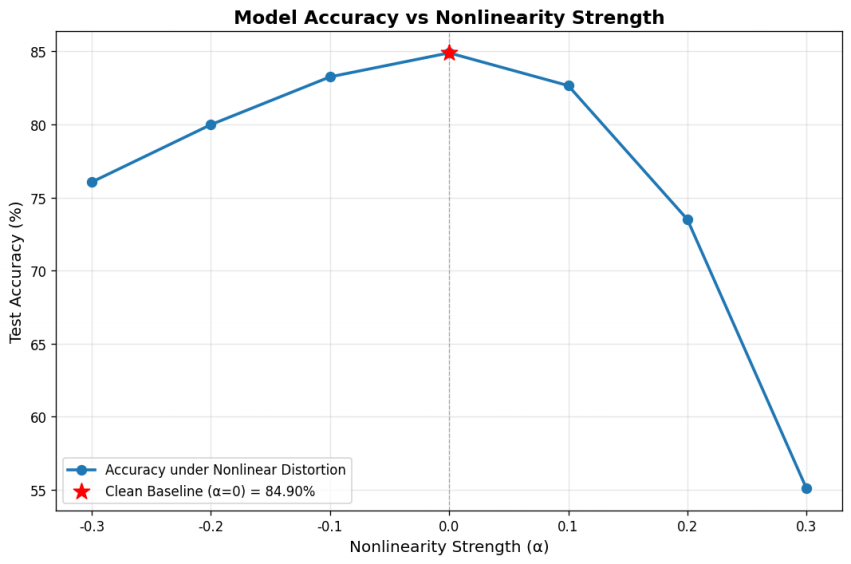 Model Accuracy vs Nonlinearity Strength
85
80
75
70
65
60
55
Test Accuracy (%)
Accuracy under Nonlinear Distortion
Clean Baseline (α=0) = 84.90%
-0.3 -0.2 -0.1 0.0 0.1 0.2 0.3
Nonlinearity Strength (α)